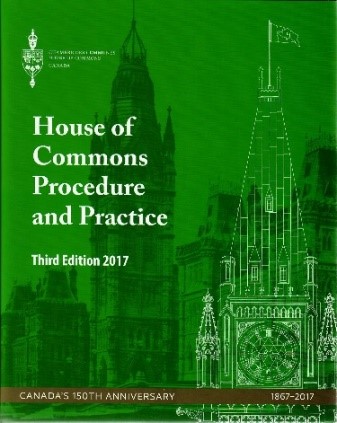 House of
Commons
Procedure
and Practice
Third Edition 2017
CANADA'S 150TH ANNIVERSARY 1867–2017